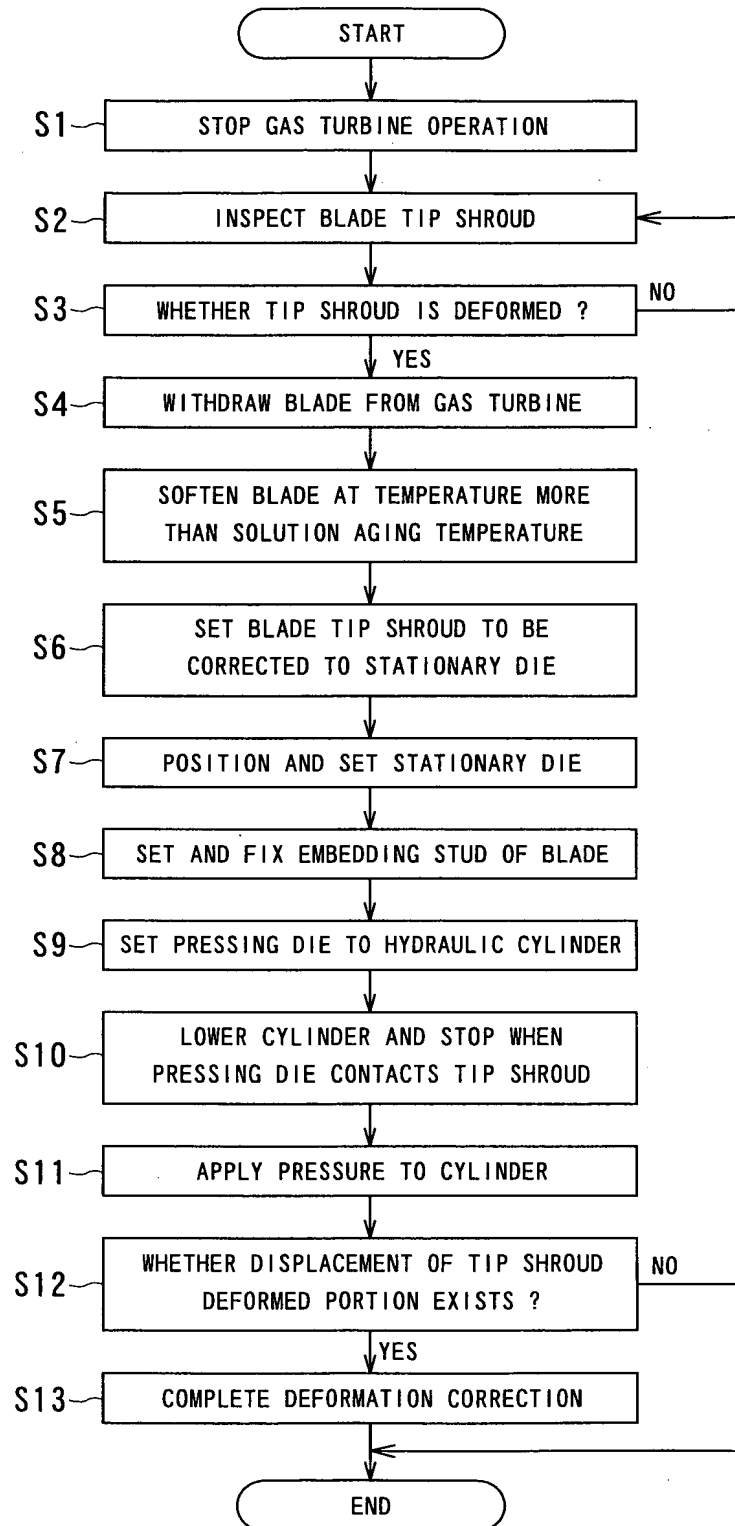 START
S1
STOP GAS TURBINE OPERATION
S2
INSPECT BLADE TIP SHROUD
S3
WHETHER TIP SHROUD IS DEFORMED ?
NO
YES
S4
WITHDRAW BLADE FROM GAS TURBINE
S5
SOFTEN BLADE AT TEMPERATURE MORE
THAN SOLUTION AGING TEMPERATURE
S6
SET BLADE TIP SHROUD TO BE
CORRECTED TO STATIONARY DIE
S7
POSITION AND SET STATIONARY DIE
S8
SET AND FIX EMBEDDING STUD OF BLADE
S9
SET PRESSING DIE TO HYDRAULIC CYLINDER
S10
LOWER CYLINDER AND STOP WHEN
PRESSING DIE CONTACTS TIP SHROUD
S11
APPLY PRESSURE TO CYLINDER
S12
WHETHER DISPLACEMENT OF TIP SHROUD
DEFORMED PORTION EXISTS ?
NO
YES
S13
COMPLETE DEFORMATION CORRECTION
END